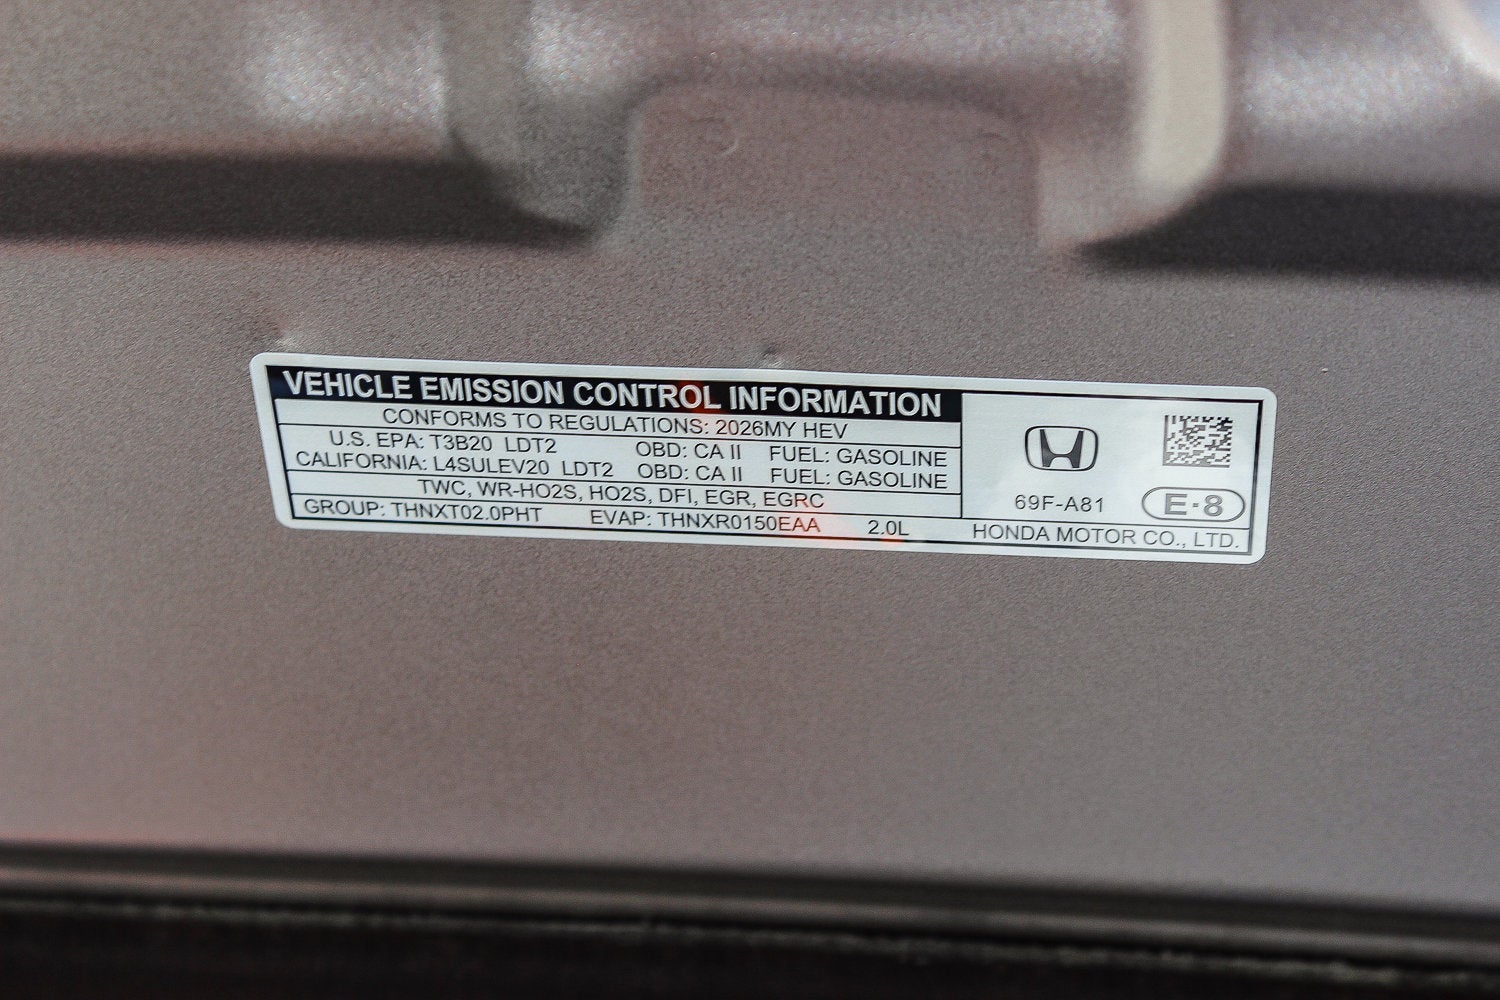 VEHICLE EMISSION CONTROL INFORMATION
CONFORMS TO REGULATIONS: 2026MY HEV
U.S. EPA: T3B20 LDT2 OBD: CA II FUEL: GASOLINE
CALIFORNIA: L4SULEV20 LDT2 OBD: CA II FUEL: GASOLINE
TWC, WR-HO2S, HO2S, DFI, EGR, EGRC
GROUP: THNXT02.0PHT EVAP: THNXR0150EAA 2.0L
69F-A81 E·8
HONDA MOTOR CO., LTD.